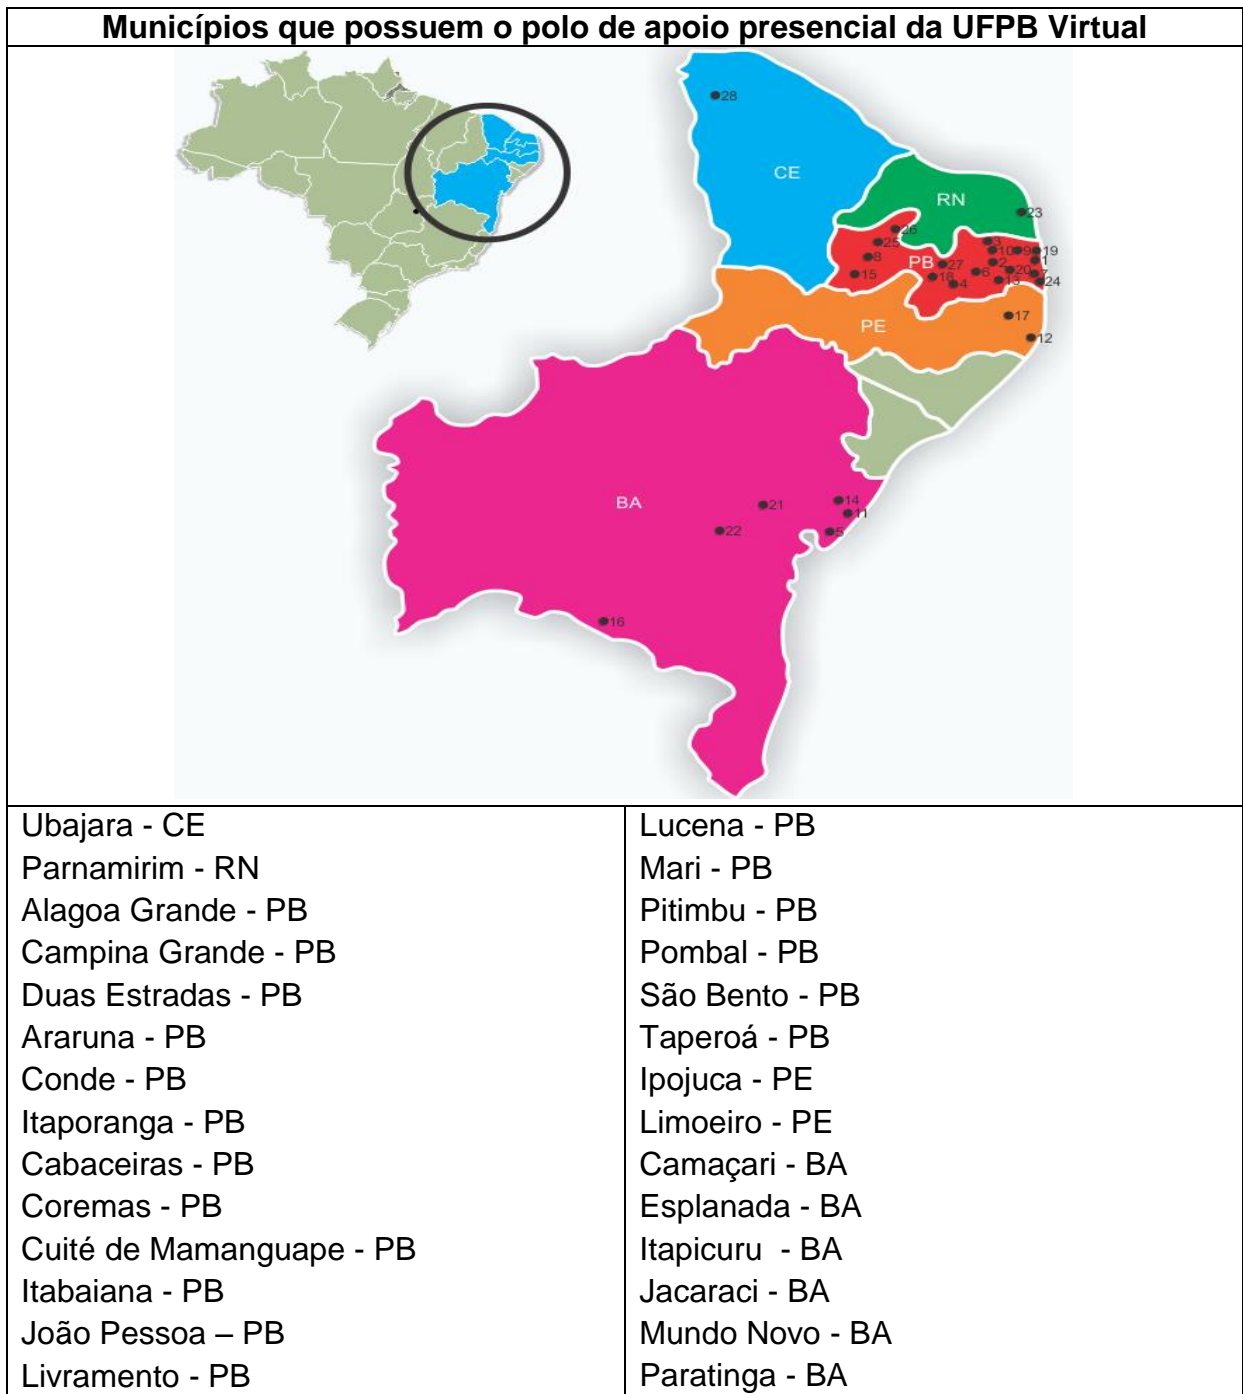 Municípios que possuem o polo de apoio presencial da UFPB Virtual
28
CE
RN
23
26
25
3
10
9
19
8
PB
27
2
1
15
18
6
20
7
4
13
24
17
PE
12
BA
21
14
11
22
5
16
Ubajara - CE
Parnamirim - RN
Alagoa Grande - PB
Campina Grande - PB
Duas Estradas - PB
Araruna - PB
Conde - PB
Itaporanga - PB
Cabaceiras - PB
Coremas - PB
Cuité de Mamanguape - PB
Itabaiana - PB
João Pessoa – PB
Livramento - PB
Lucena - PB
Mari - PB
Pitimbu - PB
Pombal - PB
São Bento - PB
Taperoá - PB
Ipojuca - PE
Limoeiro - PE
Camaçari - BA
Esplanada - BA
Itapicuru - BA
Jacaraci - BA
Mundo Novo - BA
Paratinga - BA